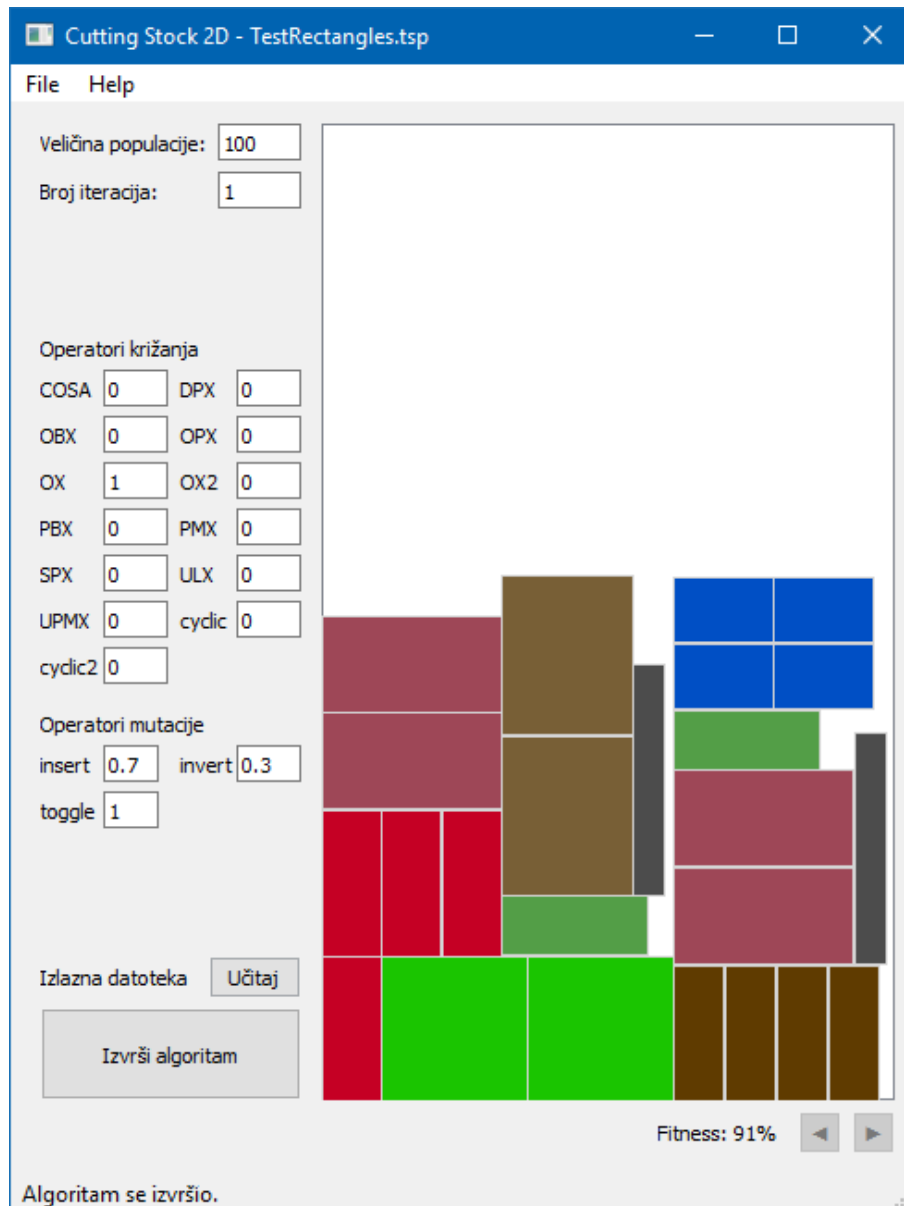 Cutting Stock 2D - TestRectangles.tsp
File Help
Veličina populacije: 100
Broj iteracija: 1
Operatori križanja
COSA 0 DPX 0
OBX 0 OPX 0
OX 1 OX2 0
PBX 0 PMX 0
SPX 0 ULX 0
UPMX 0 cyclic 0
cyclic2 0
Operatori mutacije
insert 0.7 invert 0.3
toggle 1
Izlazna datoteka Učitaj
Izvrši algoritam
Fitness: 91%
Algoritam se izvršio.